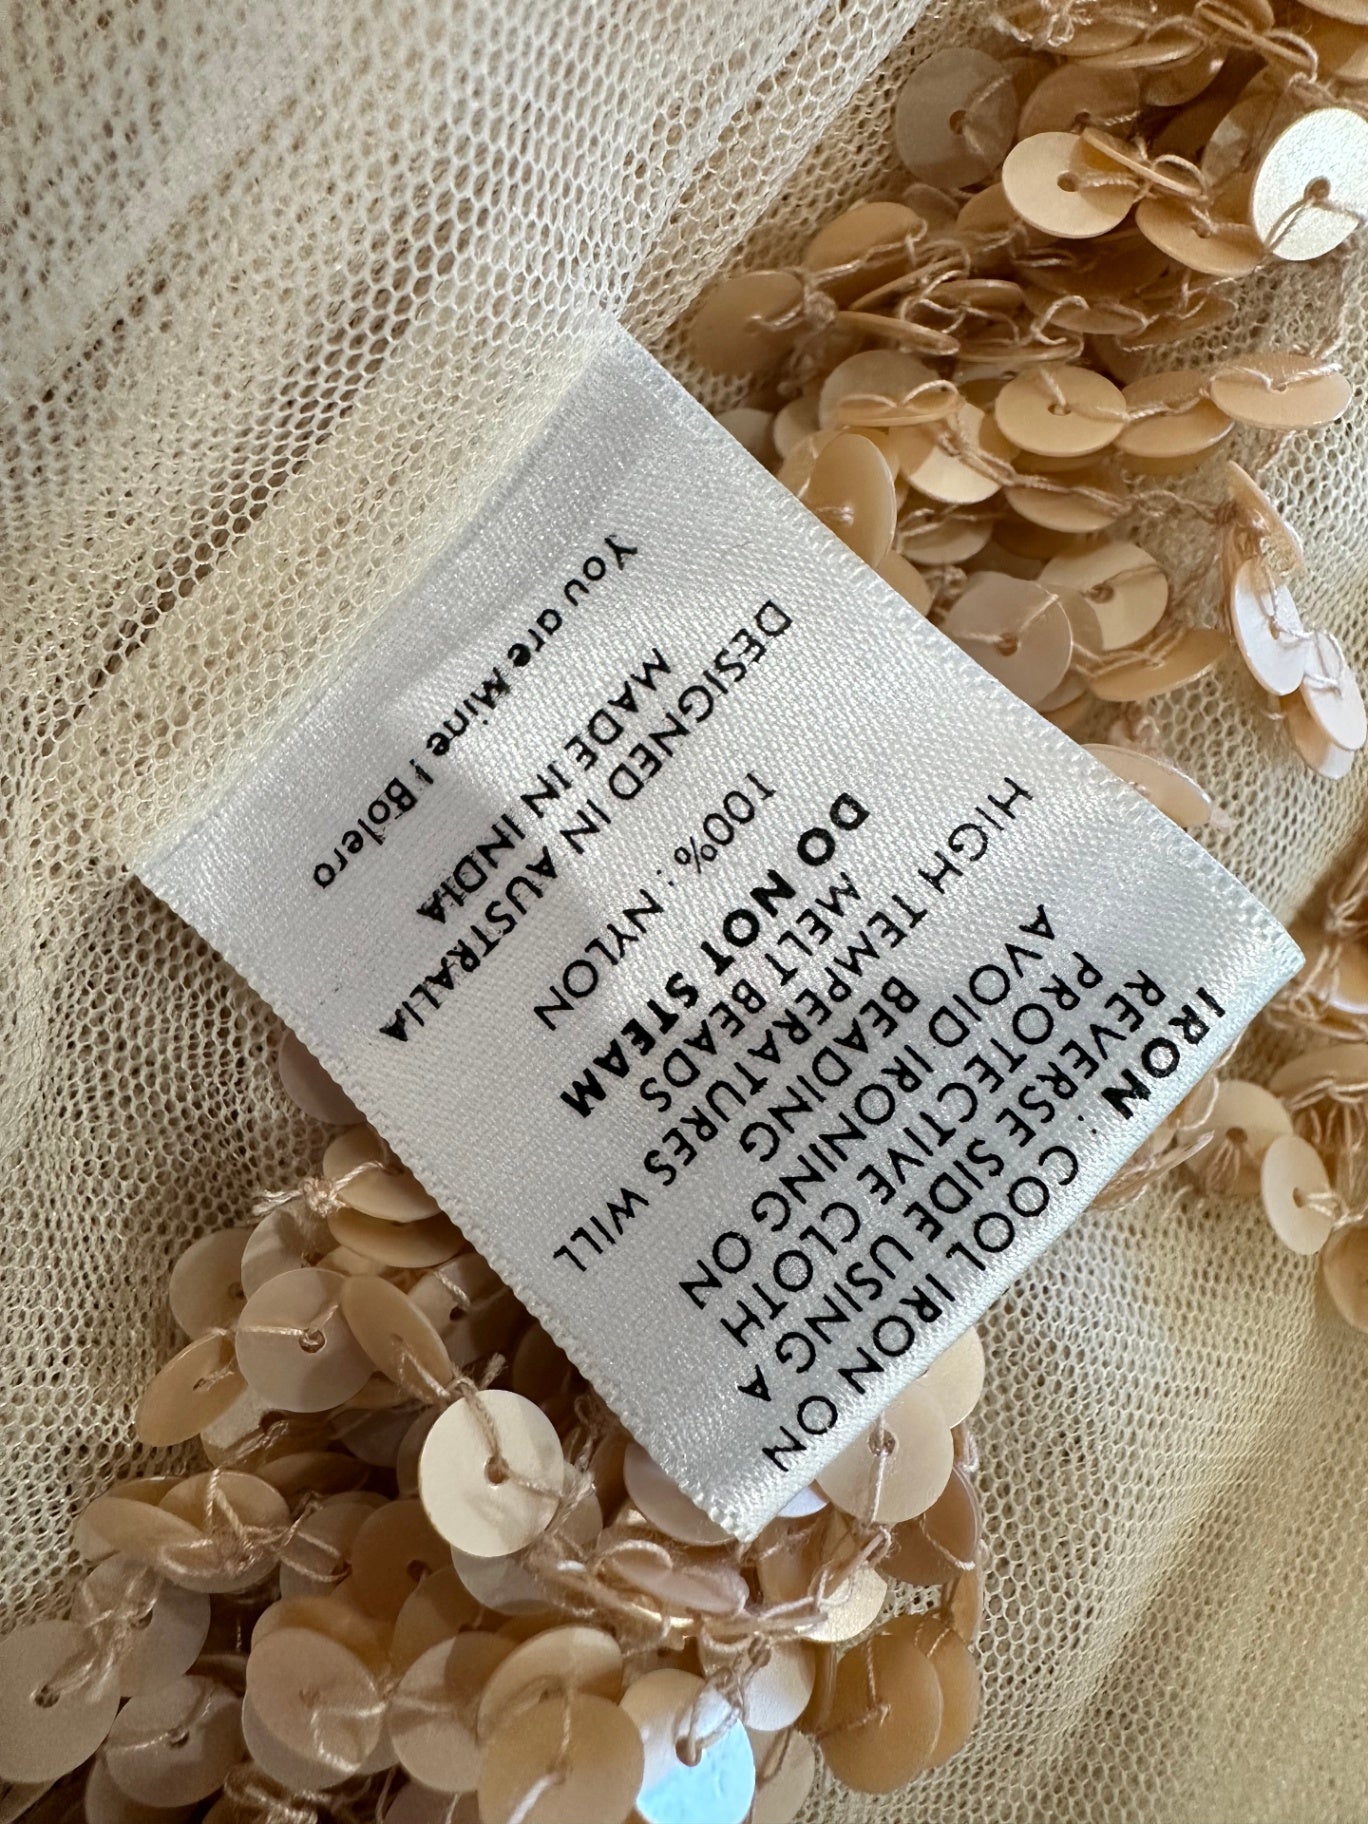 IRON : COOL IRON ON
REVERSE SIDE USING A
PROTECTIVE CLOTH
AVOID IRONING ON
BEADING
HIGH TEMPERATURES WILL
MELT BEADS
DO NOT STEAM
100% : NYLON
DESIGNED IN AUSTRALIA
MADE IN INDIA
You are Mine ! Bolero